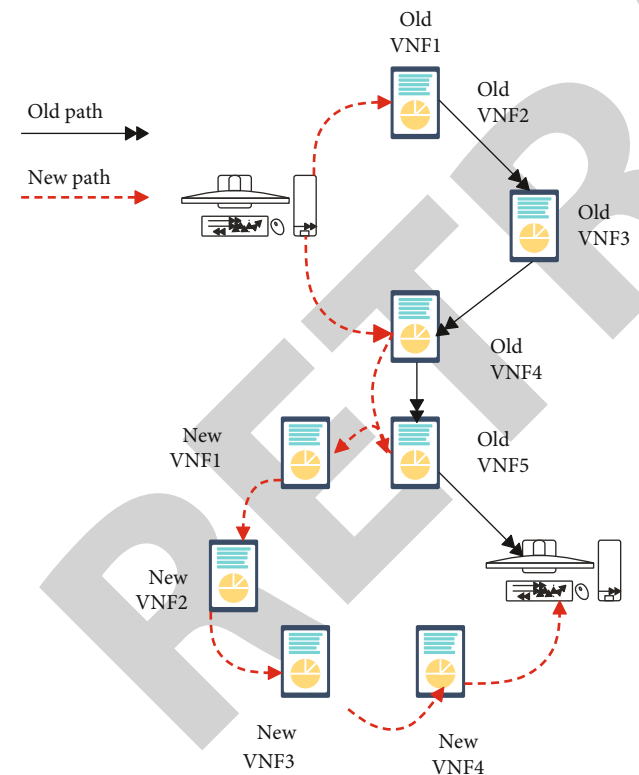 Old
VNF1
Old path
Old
VNF2
New path
Old
VNF3
Old
VNF4
New
VNF1
Old
VNF5
New
VNF2
New
VNF3
New
VNF4
RETR